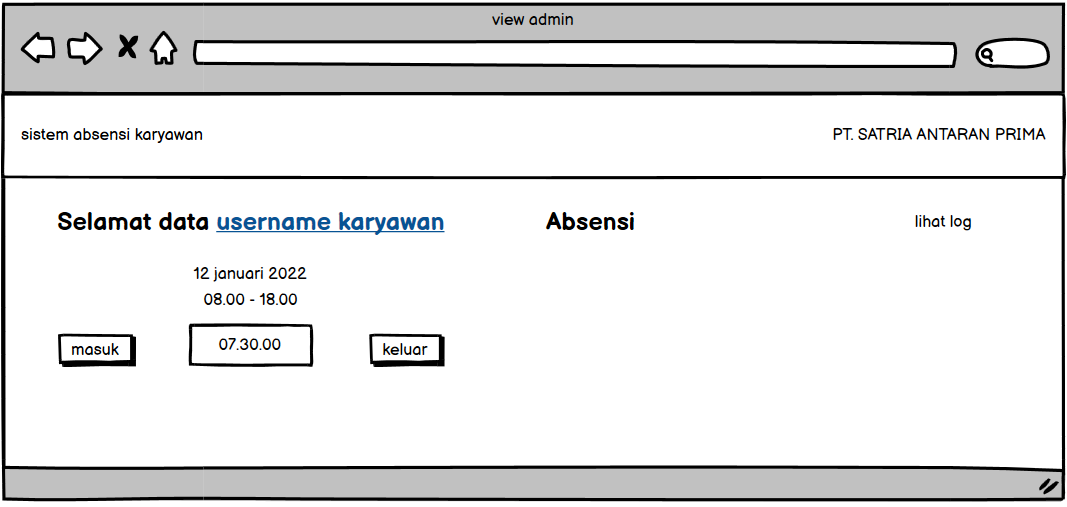 view admin
sistem absensi karyawan
PT. SATRIA ANTARAN PRIMA
Selamat data username karyawan
Absensi
lihat log
12 januari 2022
08.00 - 18.00
masuk
07.30.00
keluar